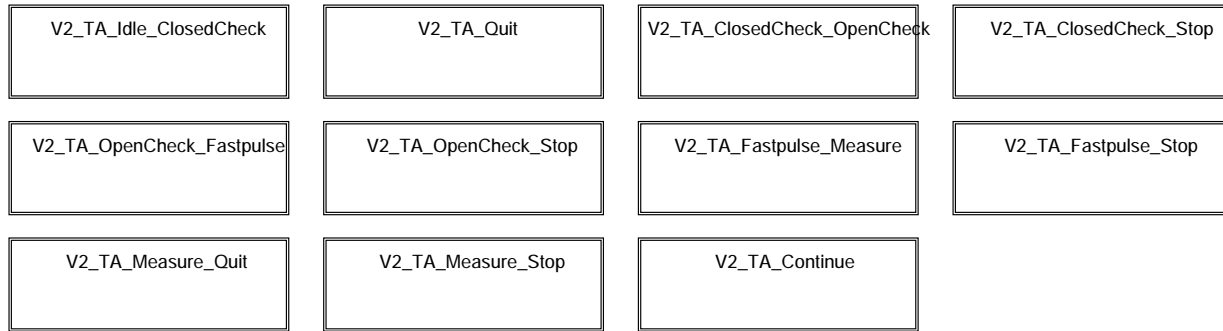 V2_TA_Idle_ClosedCheck
V2_TA_Quit
V2_TA_ClosedCheck_OpenCheck
V2_TA_ClosedCheck_Stop
V2_TA_OpenCheck_Fastpulse
V2_TA_OpenCheck_Stop
V2_TA_Fastpulse_Measure
V2_TA_Fastpulse_Stop
V2_TA_Measure_Quit
V2_TA_Measure_Stop
V2_TA_Continue